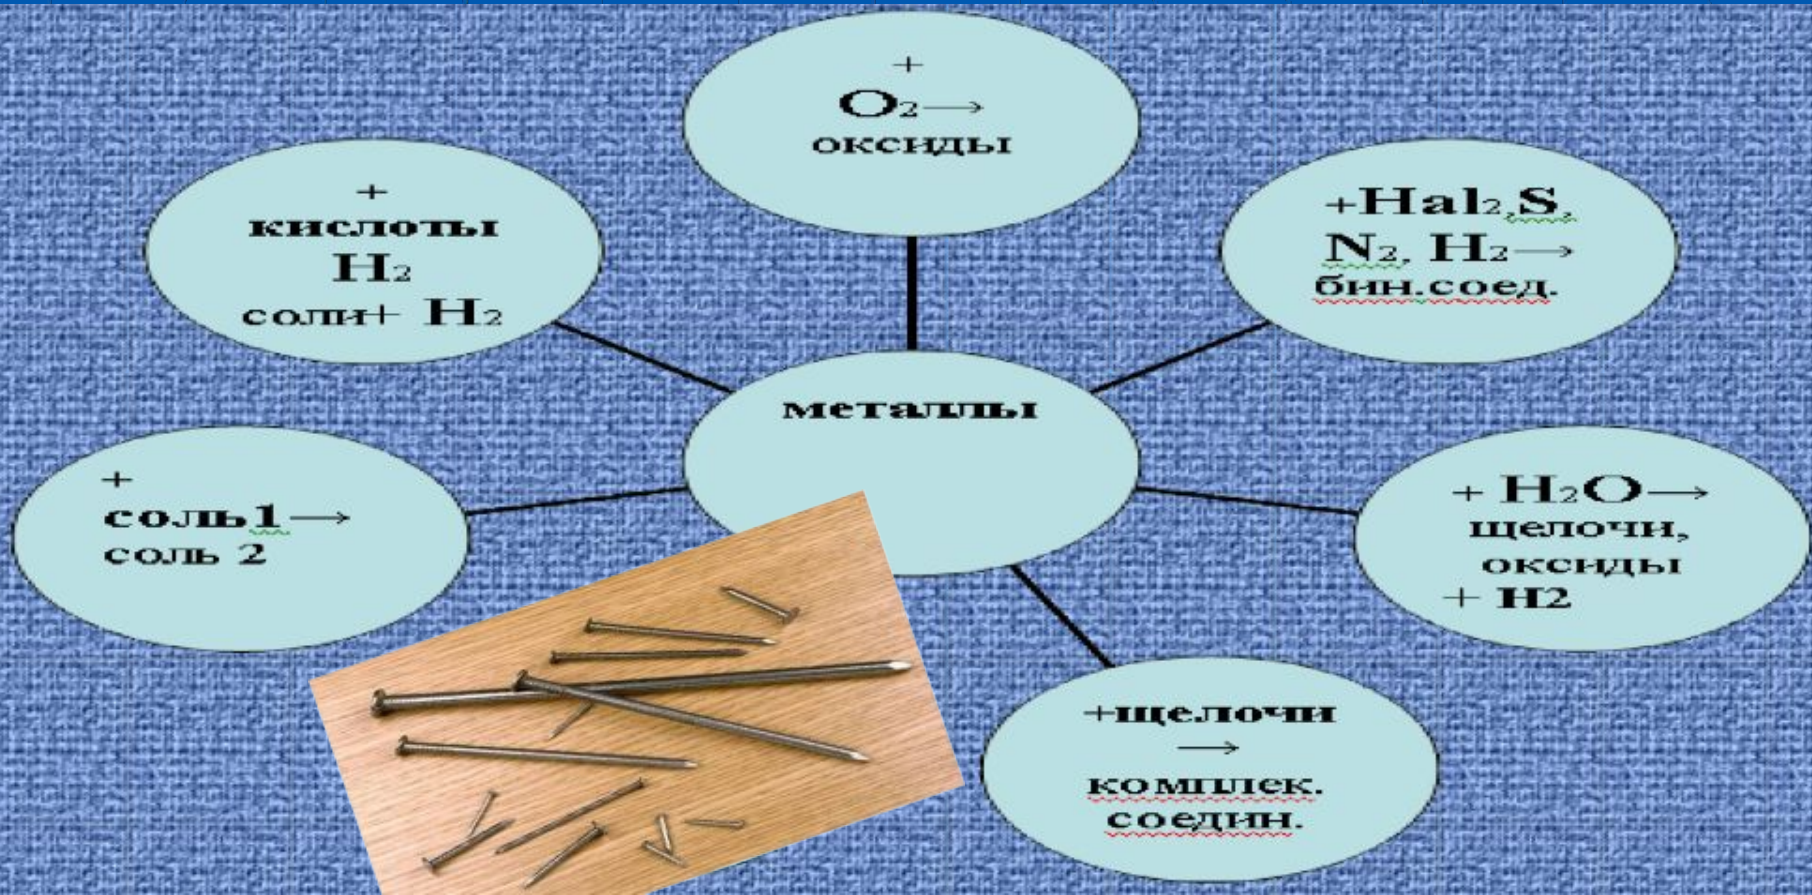 +
O₂→
оксиды
+
кислоты
H₂
соли+ H₂
+Hal₂,S,
N₂, H₂→
бин.соед.
металлы
+
соль1→
соль 2
+ H₂O→
щелочи,
оксиды
+ H2
+щелочи
→
комплек.
соедин.